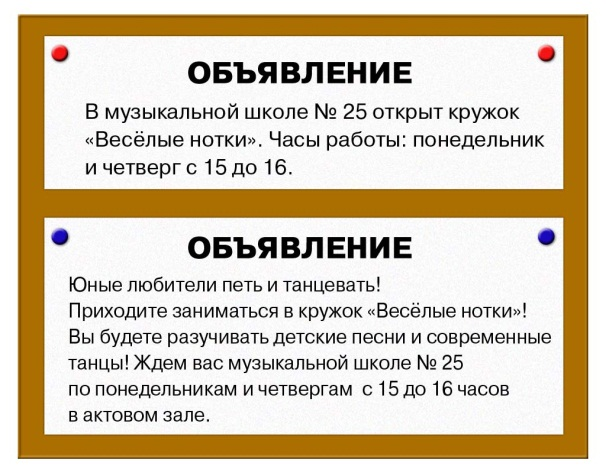 ОБЪЯВЛЕНИЕ
В музыкальной школе № 25 открыт кружок
«Весёлые нотки». Часы работы: понедельник
и четверг с 15 до 16.
ОБЪЯВЛЕНИЕ
Юные любители петь и танцевать!
Приходите заниматься в кружок «Весёлые нотки»!
Вы будете разучивать детские песни и современные
танцы! Ждем вас музыкальной школе № 25
по понедельникам и четвергам с 15 до 16 часов
в актовом зале.